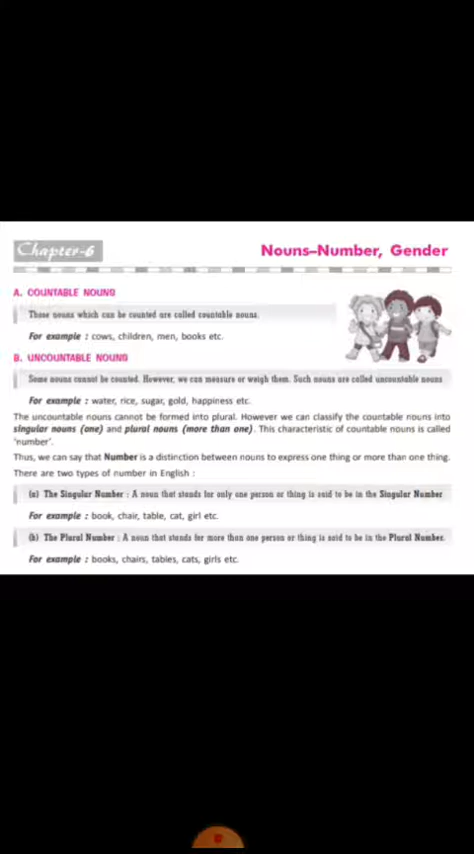 Chapter-6
Nouns–Number, Gender
A. COUNTABLE NOUNS
Those nouns which can be counted are called countable nouns.
For example : cows, children, men, books etc.
B. UNCOUNTABLE NOUNS
Some nouns cannot be counted. However, we can measure or weigh them. Such nouns are called uncountable nouns
For example : water, rice, sugar, gold, happiness etc.
The uncountable nouns cannot be formed into plural. However we can classify the countable nouns into
singular nouns (one) and plural nouns (more than one). This characteristic of countable nouns is called
'number'.
Thus, we can say that Number is a distinction between nouns to express one thing or more than one thing.
There are two types of number in English :
(a) The Singular Number : A noun that stands for only one person or thing is said to be in the Singular Number
For example : book, chair, table, cat, girl etc.
(b) The Plural Number : A noun that stands for more than one person or thing is said to be in the Plural Number.
For example : books, chairs, tables, cats, girls etc.